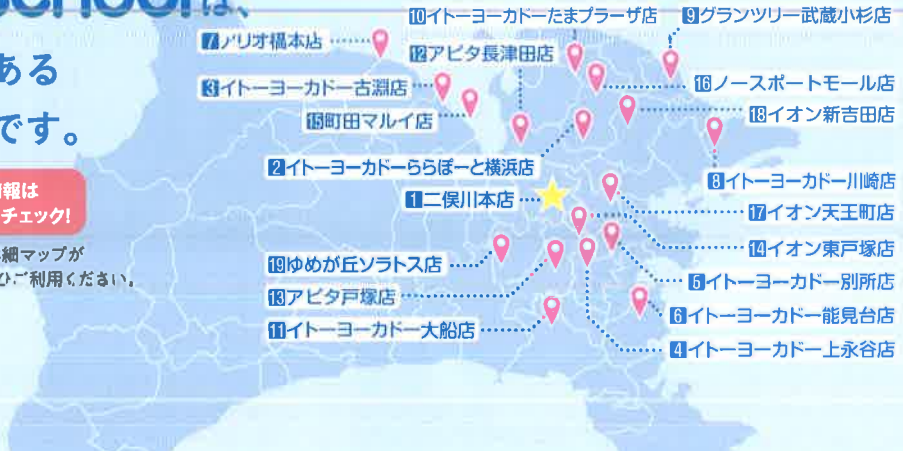 schoolは、
ある
です。
報は
チェック!
細マップが
ひご利用ください。
10イトーヨーカドーたまプラーザ店
9グランツリー武蔵小杉店
7アリオ橋本店
12アピタ長津田店
3イトーヨーカドー古淵店
16ノースポートモール店
15町田マルイ店
18イオン新吉田店
2イトーヨーカドーららぽーと横浜店
8イトーヨーカドー川崎店
1二俣川本店
17イオン天王町店
14イオン東戸塚店
19ゆめが丘ソラトス店
5イトーヨーカドー別所店
13アピタ戸塚店
6イトーヨーカドー能見台店
11イトーヨーカドー大船店
4イトーヨーカドー上永谷店